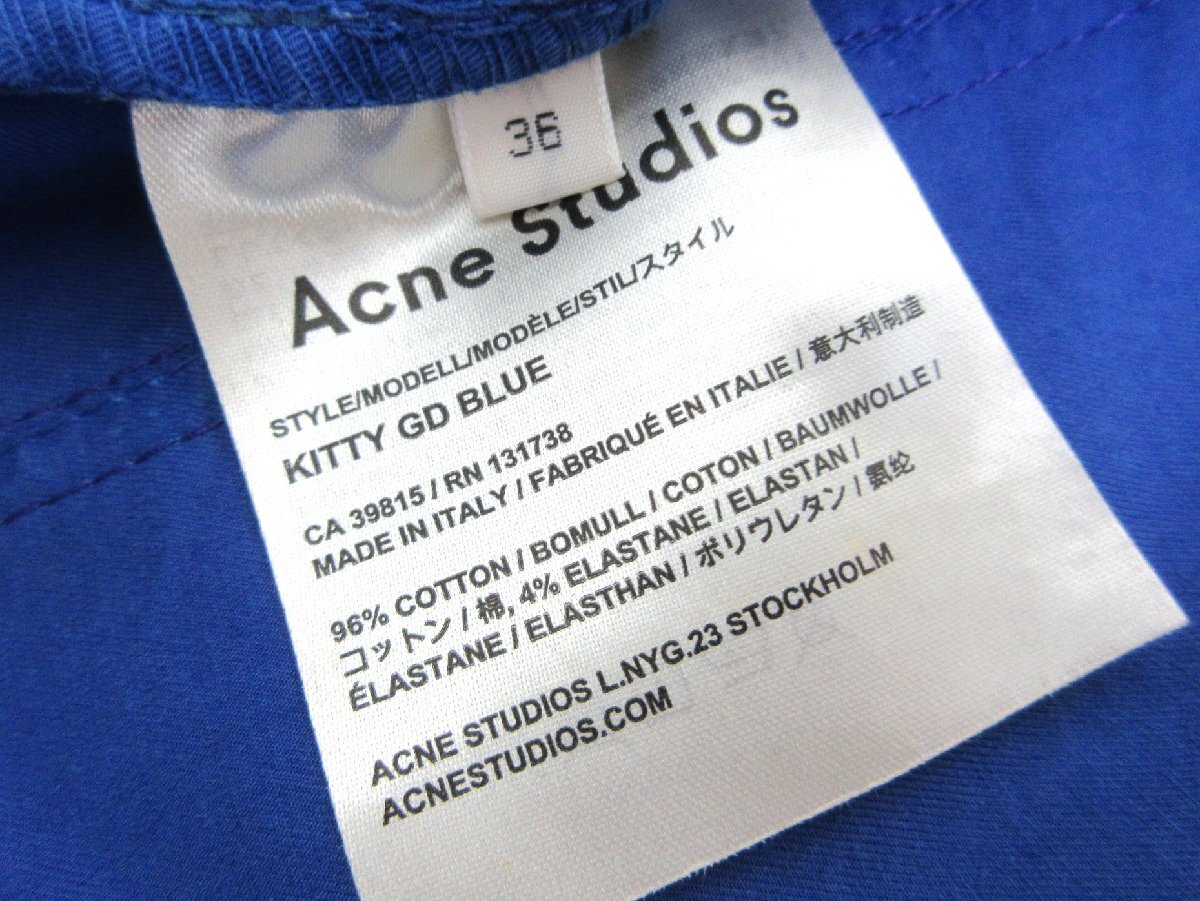 36
Acne Studios
STYLE/MODELL/MODÈLE/STIL/スタイル
KITTY GD BLUE
CA 39815 / RN 131738
MADE IN ITALY / FABRIQUÉ EN ITALIE / 意大利制造
96% COTTON / BOMULL / COTON / BAUMWOLLE /
コットン / 棉, 4% ELASTANE / ELASTAN /
ÉLASTANE / ELASTHAN / ポリウレタン / 氨纶
ACNE STUDIOS L.NYG.23 STOCKHOLM
ACNESTUDIOS.COM